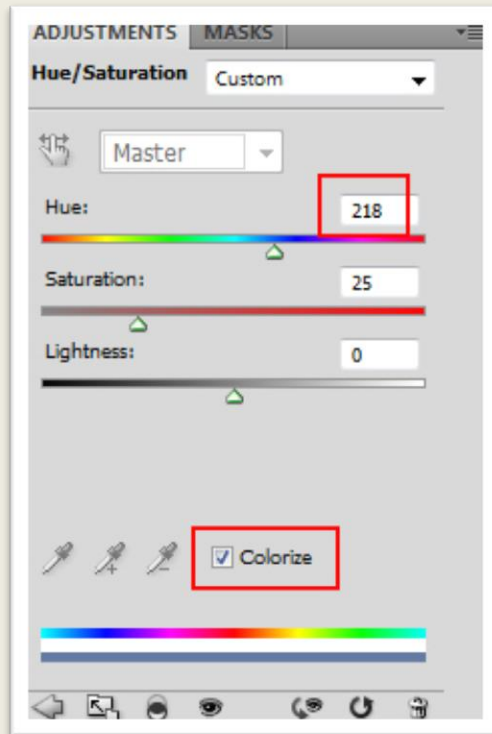 ADJUSTMENTS MASKS
Hue/Saturation Custom
Master
Hue: 218
Saturation: 25
Lightness: 0
Colorize